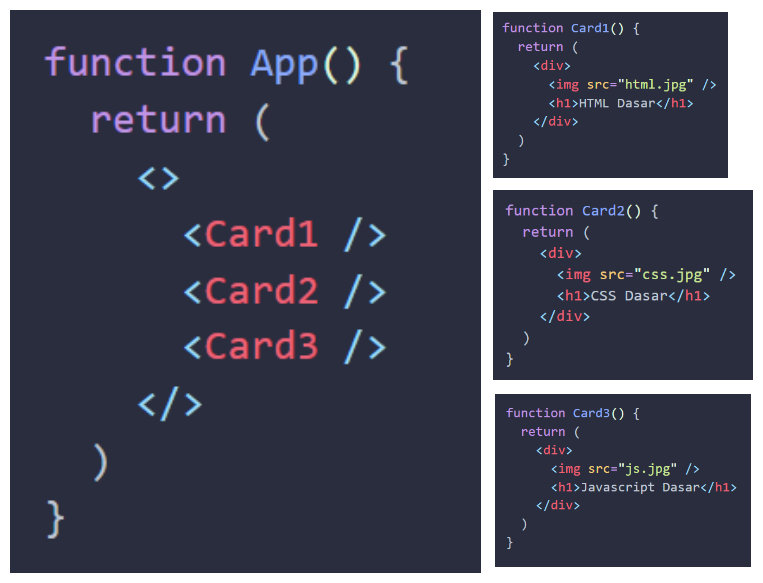 function App() {
  return (
    <>
      <Card1 />
      <Card2 />
      <Card3 />
    </>
  )
}
function Card1() {
  return (
    <div>
      <img src="html.jpg" />
      <h1>HTML Dasar</h1>
    </div>
  )
}
function Card2() {
  return (
    <div>
      <img src="css.jpg" />
      <h1>CSS Dasar</h1>
    </div>
  )
}
function Card3() {
  return (
    <div>
      <img src="js.jpg" />
      <h1>Javascript Dasar</h1>
    </div>
  )
}